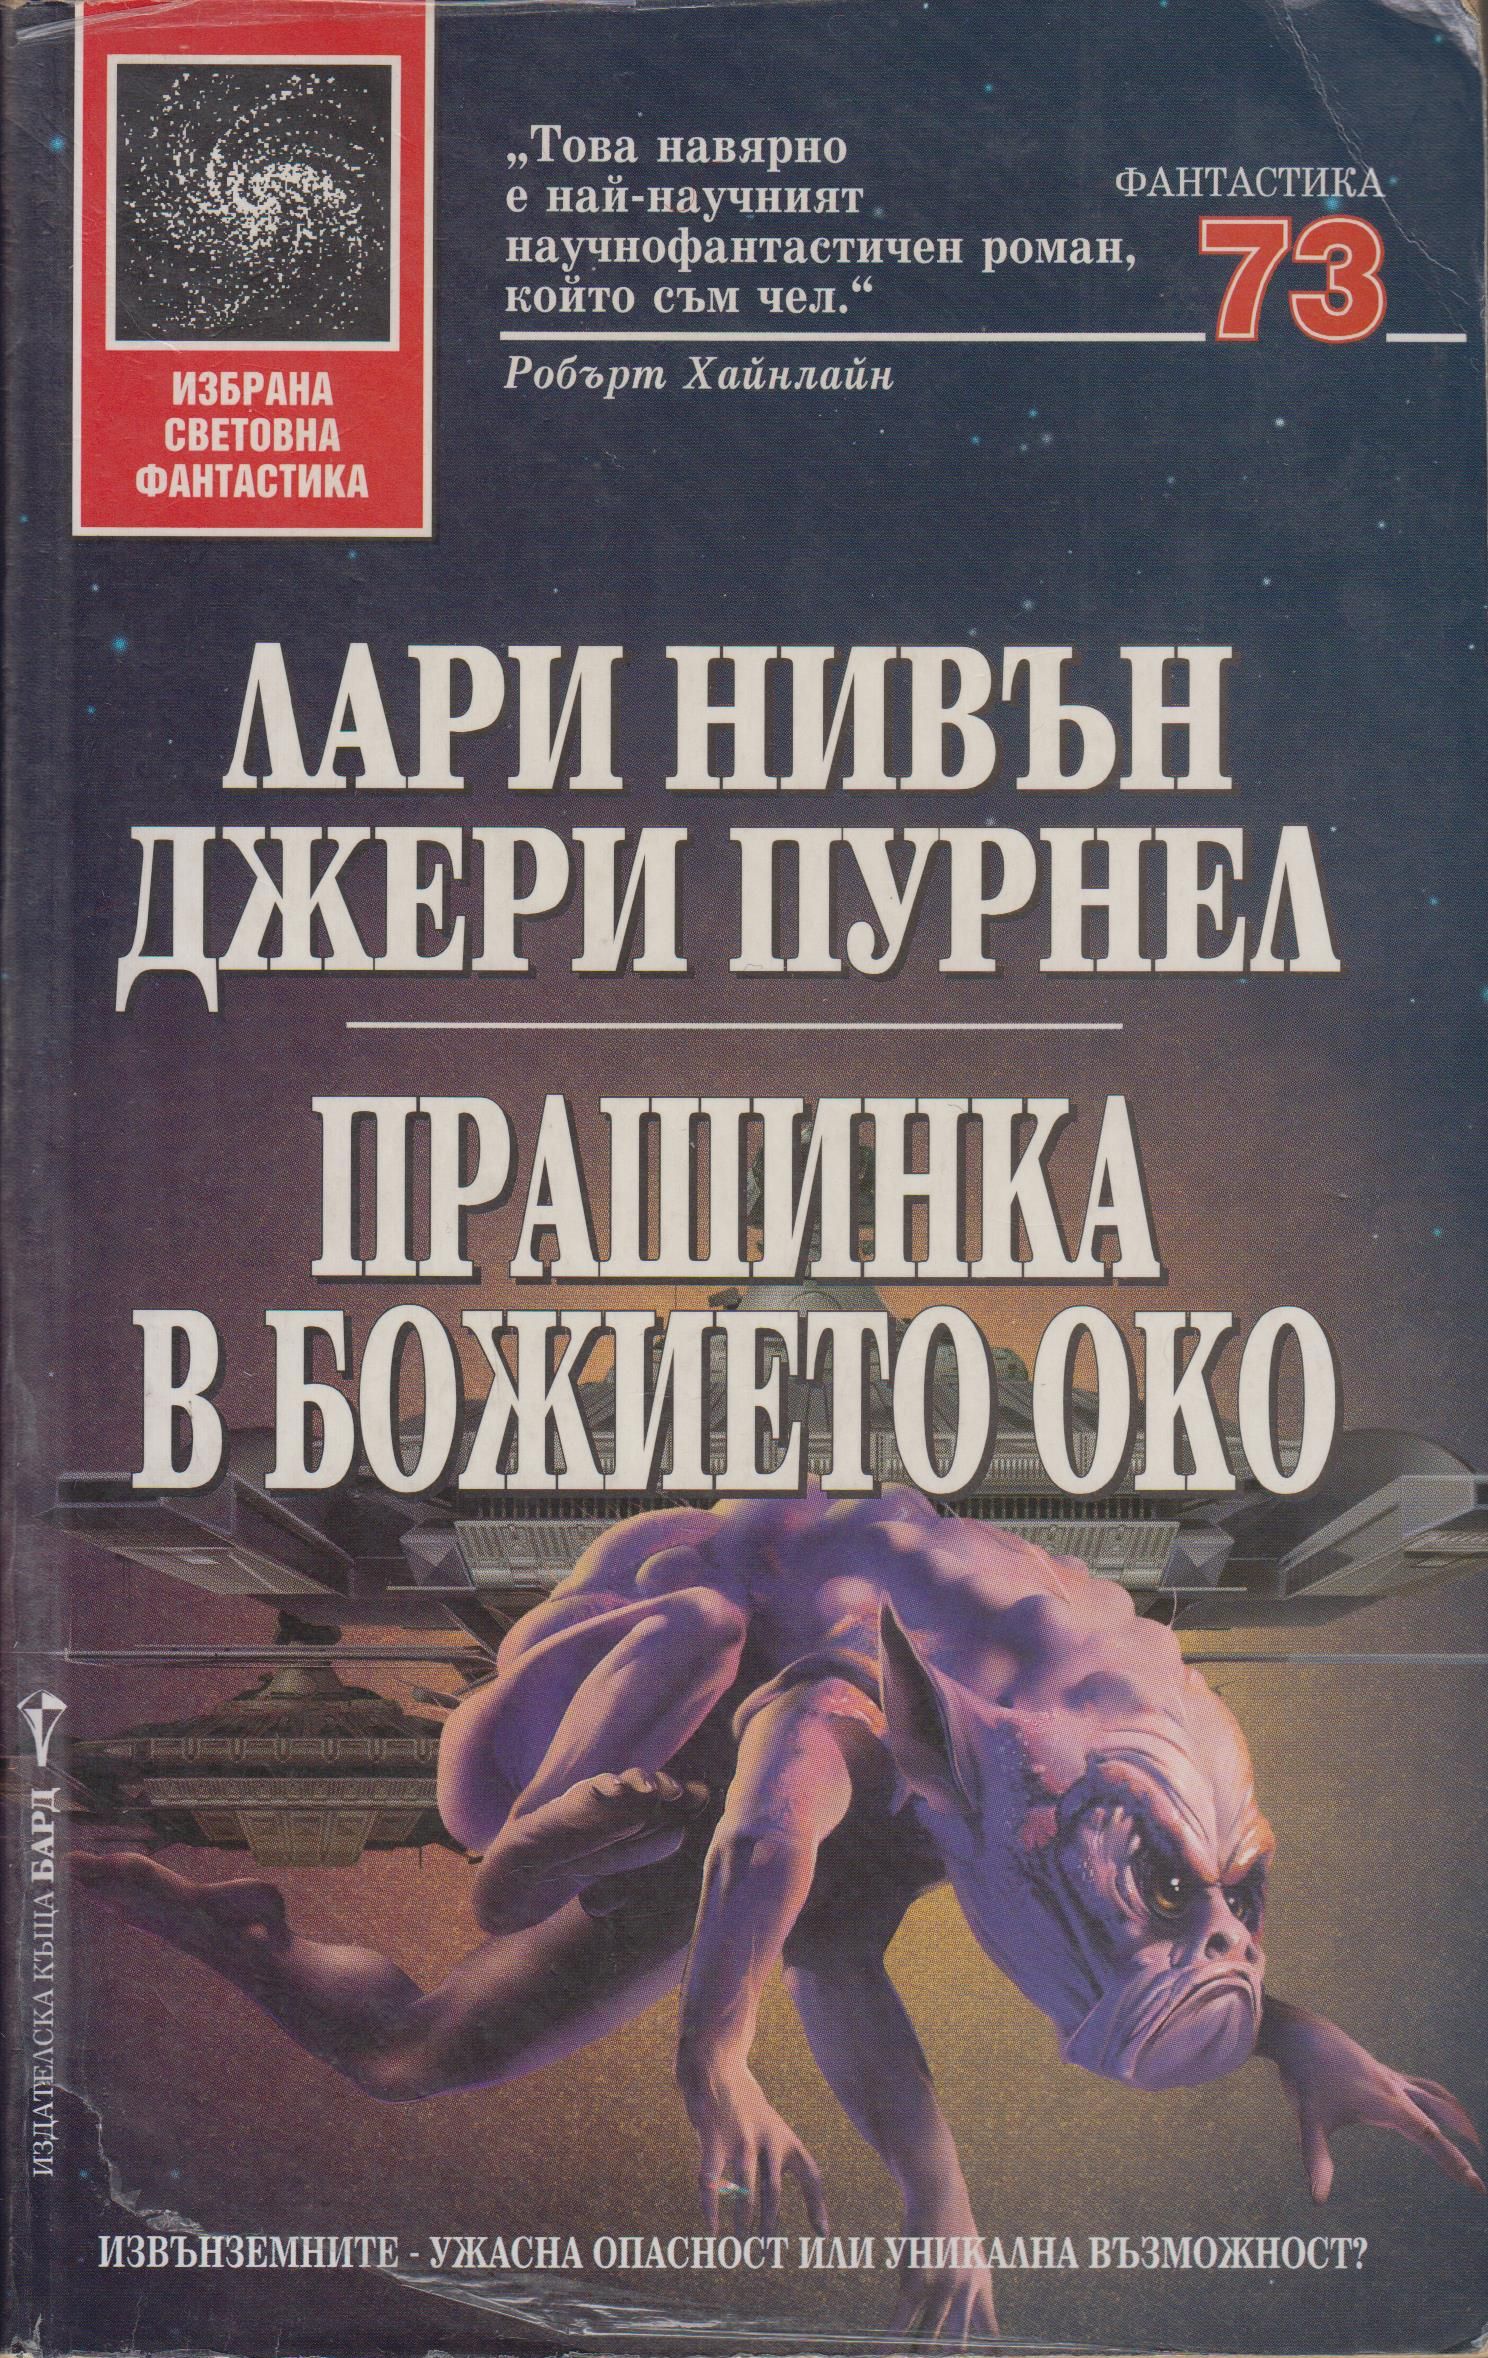 ИЗБРАНА
СВЕТОВНА
ФАНТАСТИКА
„Това навярно
е най-научният
научнофантастичен роман,
който съм чел.“
Робърт Хайнлайн
ФАНТАСТИКА
73
ЛАРИ НИВЪН
ДЖЕРИ ПУРНЕЛ
ПРАШИНКА
В БОЖИЕТО ОКО
ИЗДАТЕЛСКА КЪЩА БАРД
ИЗВЪНЗЕМНИТЕ - УЖАСНА ОПАСНОСТ ИЛИ УНИКАЛНА ВЪЗМОЖНОСТ?